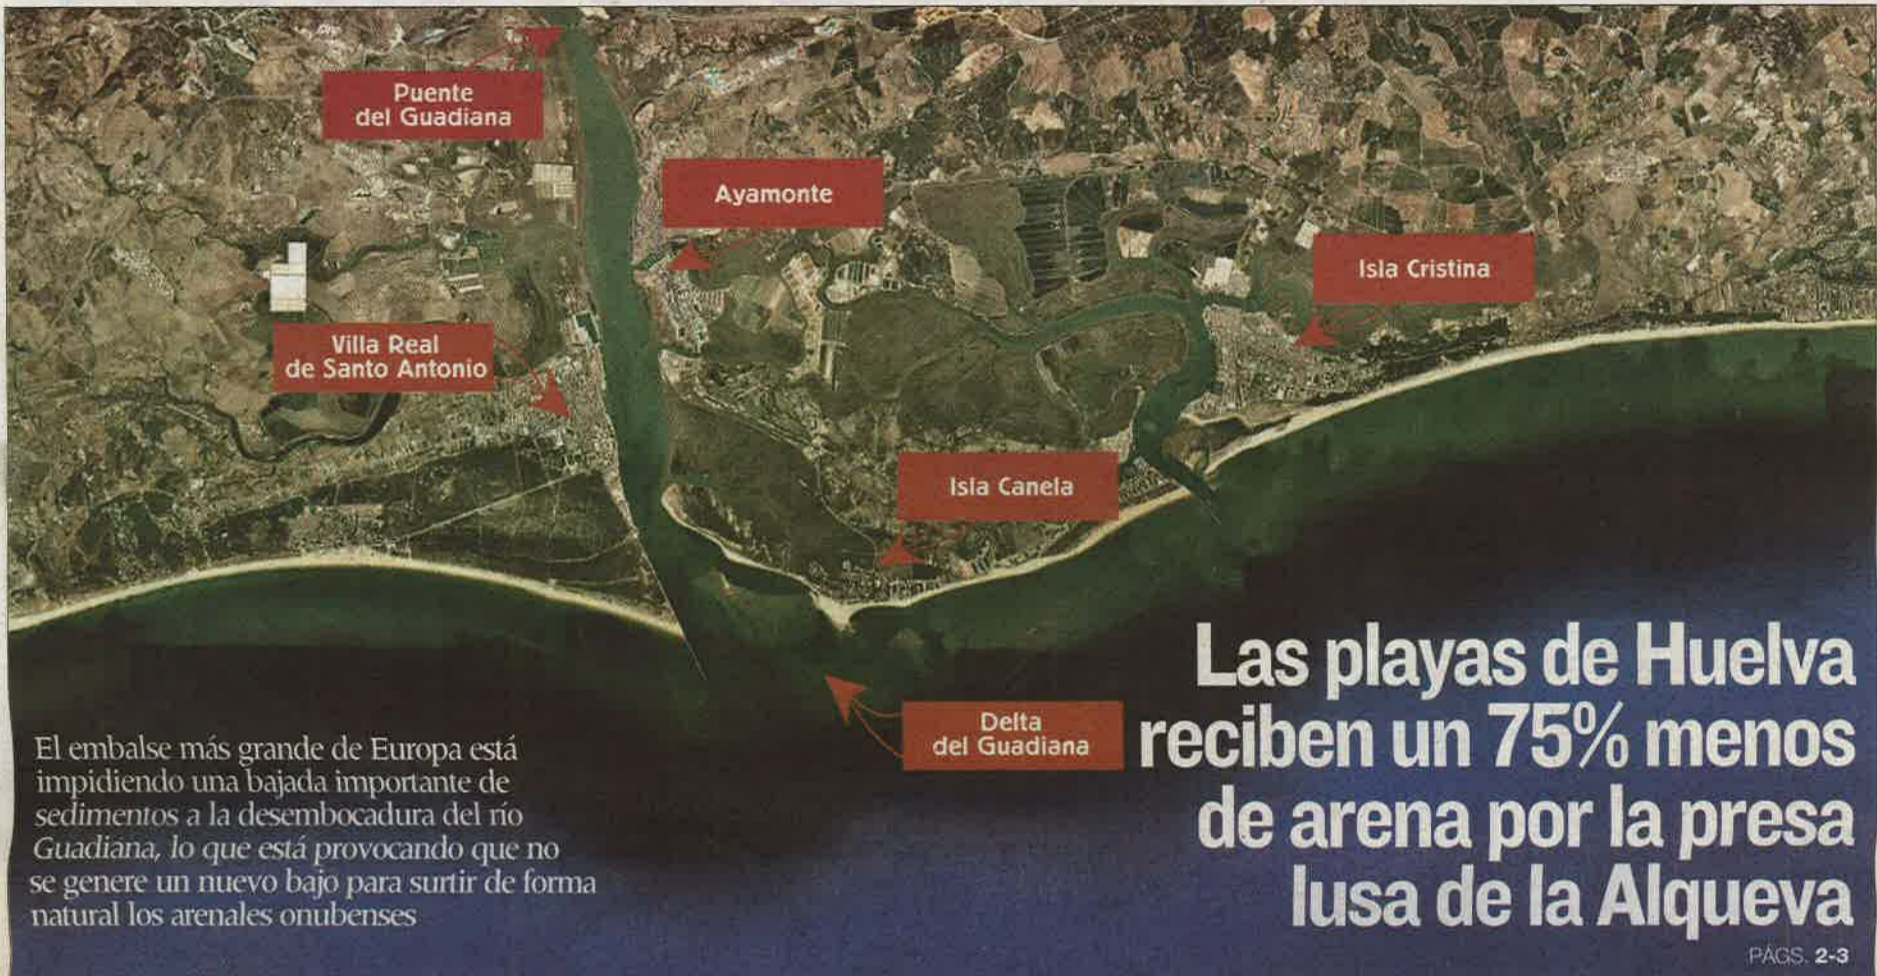 Puente
del Guadiana
Ayamonte
Isla Cristina
Villa Real
de Santo Antonio
Isla Canela
Delta
del Guadiana
Las playas de Huelva
reciben un 75% menos
de arena por la presa
lusa de la Alqueva
El embalse más grande de Europa está
impidiendo una bajada importante de
sedimentos a la desembocadura del río
Guadiana, lo que está provocando que no
se genere un nuevo bajo para surtir de forma
natural los arenales onubenses
PÁGS. 2-3